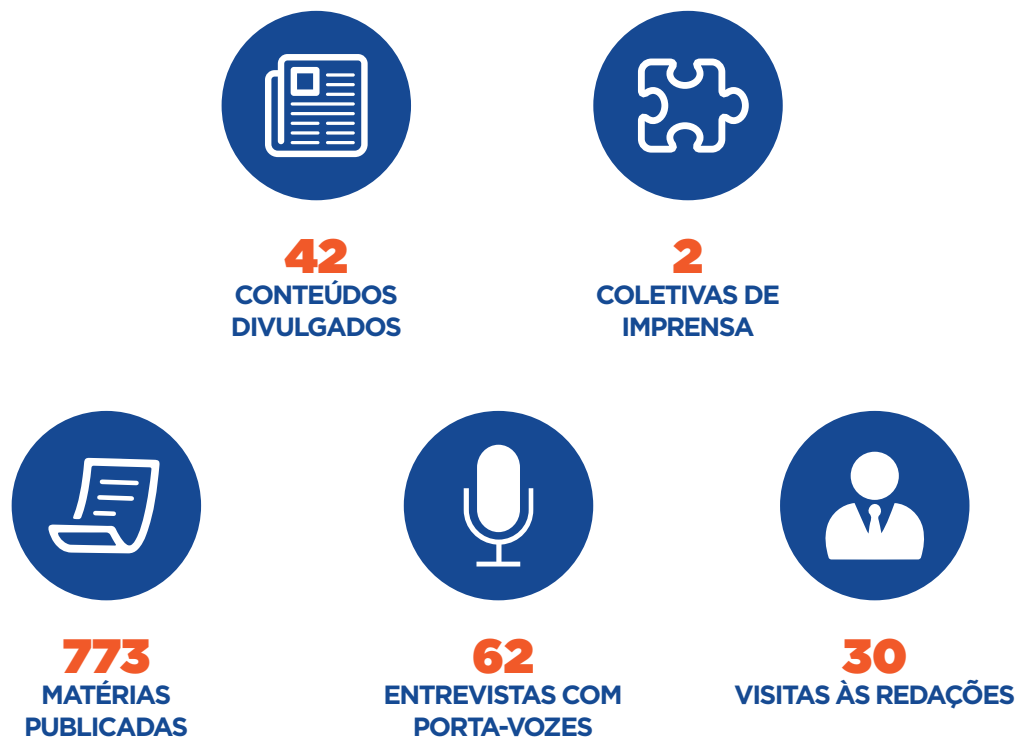 42
CONTEÚDOS
DIVULGADOS
2
COLETIVAS DE
IMPRENSA
773
MATÉRIAS
PUBLICADAS
62
ENTREVISTAS COM
PORTA-VOZES
30
VISITAS ÀS REDAÇÕES